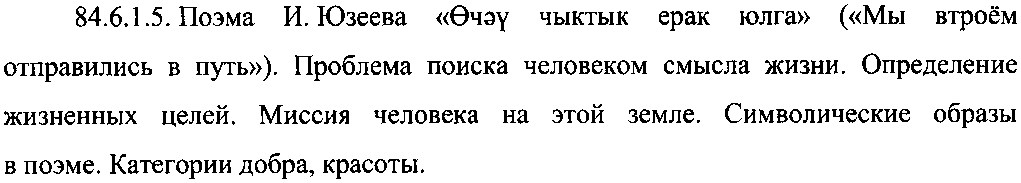 84.6.1.5. Поэма И. Юзеева «Өчәү чыктык ерак юлга» («Мы втроём
отправились в путь»). Проблема поиска человеком смысла жизни. Определение
жизненных целей. Миссия человека на этой земле. Символические образы
в поэме. Категории добра, красоты.